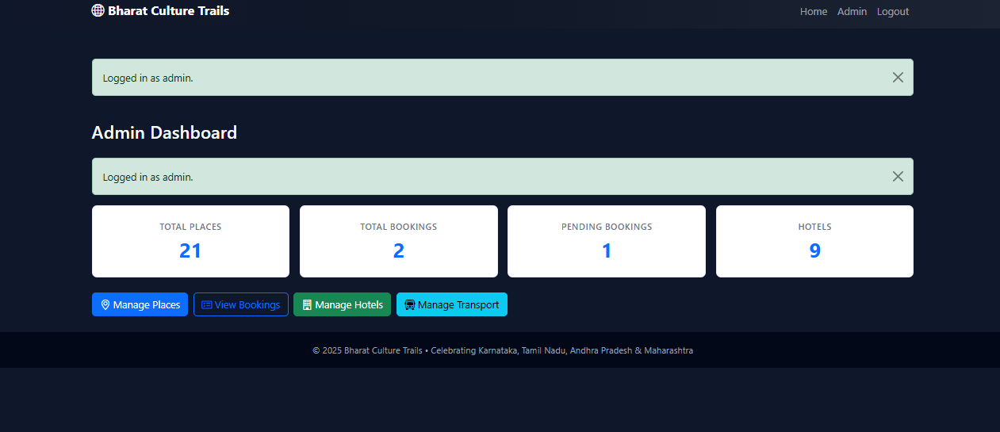 Bharat Culture Trails
Home Admin Logout
Logged in as admin.
Admin Dashboard
Logged in as admin.
TOTAL PLACES TOTAL BOOKINGS PENDING BOOKINGS HOTELS
21 2 1 9
Manage Places View Bookings Manage Hotels Manage Transport
© 2025 Bharat Culture Trails • Celebrating Karnataka, Tamil Nadu, Andhra Pradesh & Maharashtra